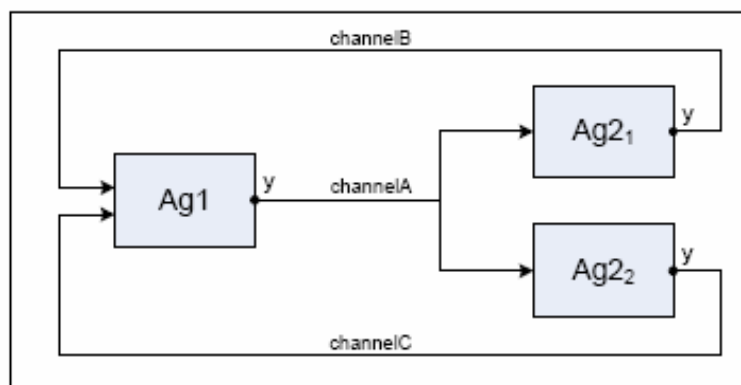 channelB
y
Ag2₁
Ag1
y
channelA
y
Ag2₂
channelC